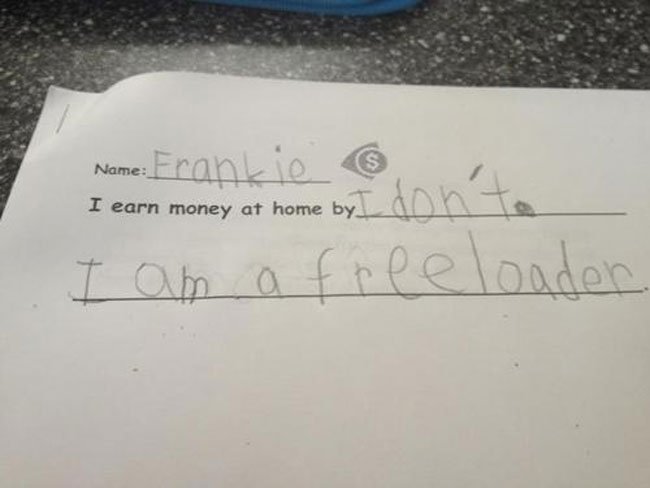 Name: Frankie $
I earn money at home by I don't.
I am a freeloader.